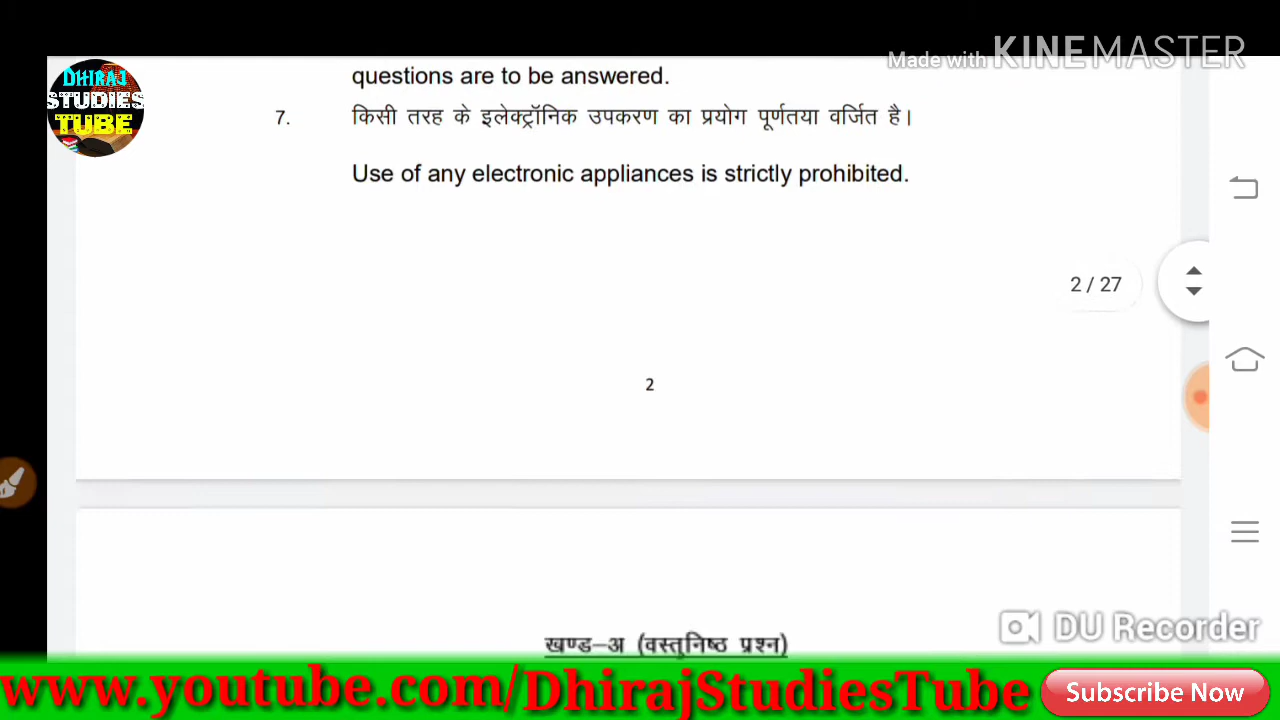 Made with KINEMASTER
DHIRAJ
STUDIES
TUBE
questions are to be answered.
7. किसी तरह के इलेक्ट्रॉनिक उपकरण का प्रयोग पूर्णतया वर्जित है।
Use of any electronic appliances is strictly prohibited.
2 / 27
2
खण्ड–अ (वस्तुनिष्ठ प्रश्न)
DU Recorder
www.youtube.com/DhirajStudiesTube
Subscribe Now